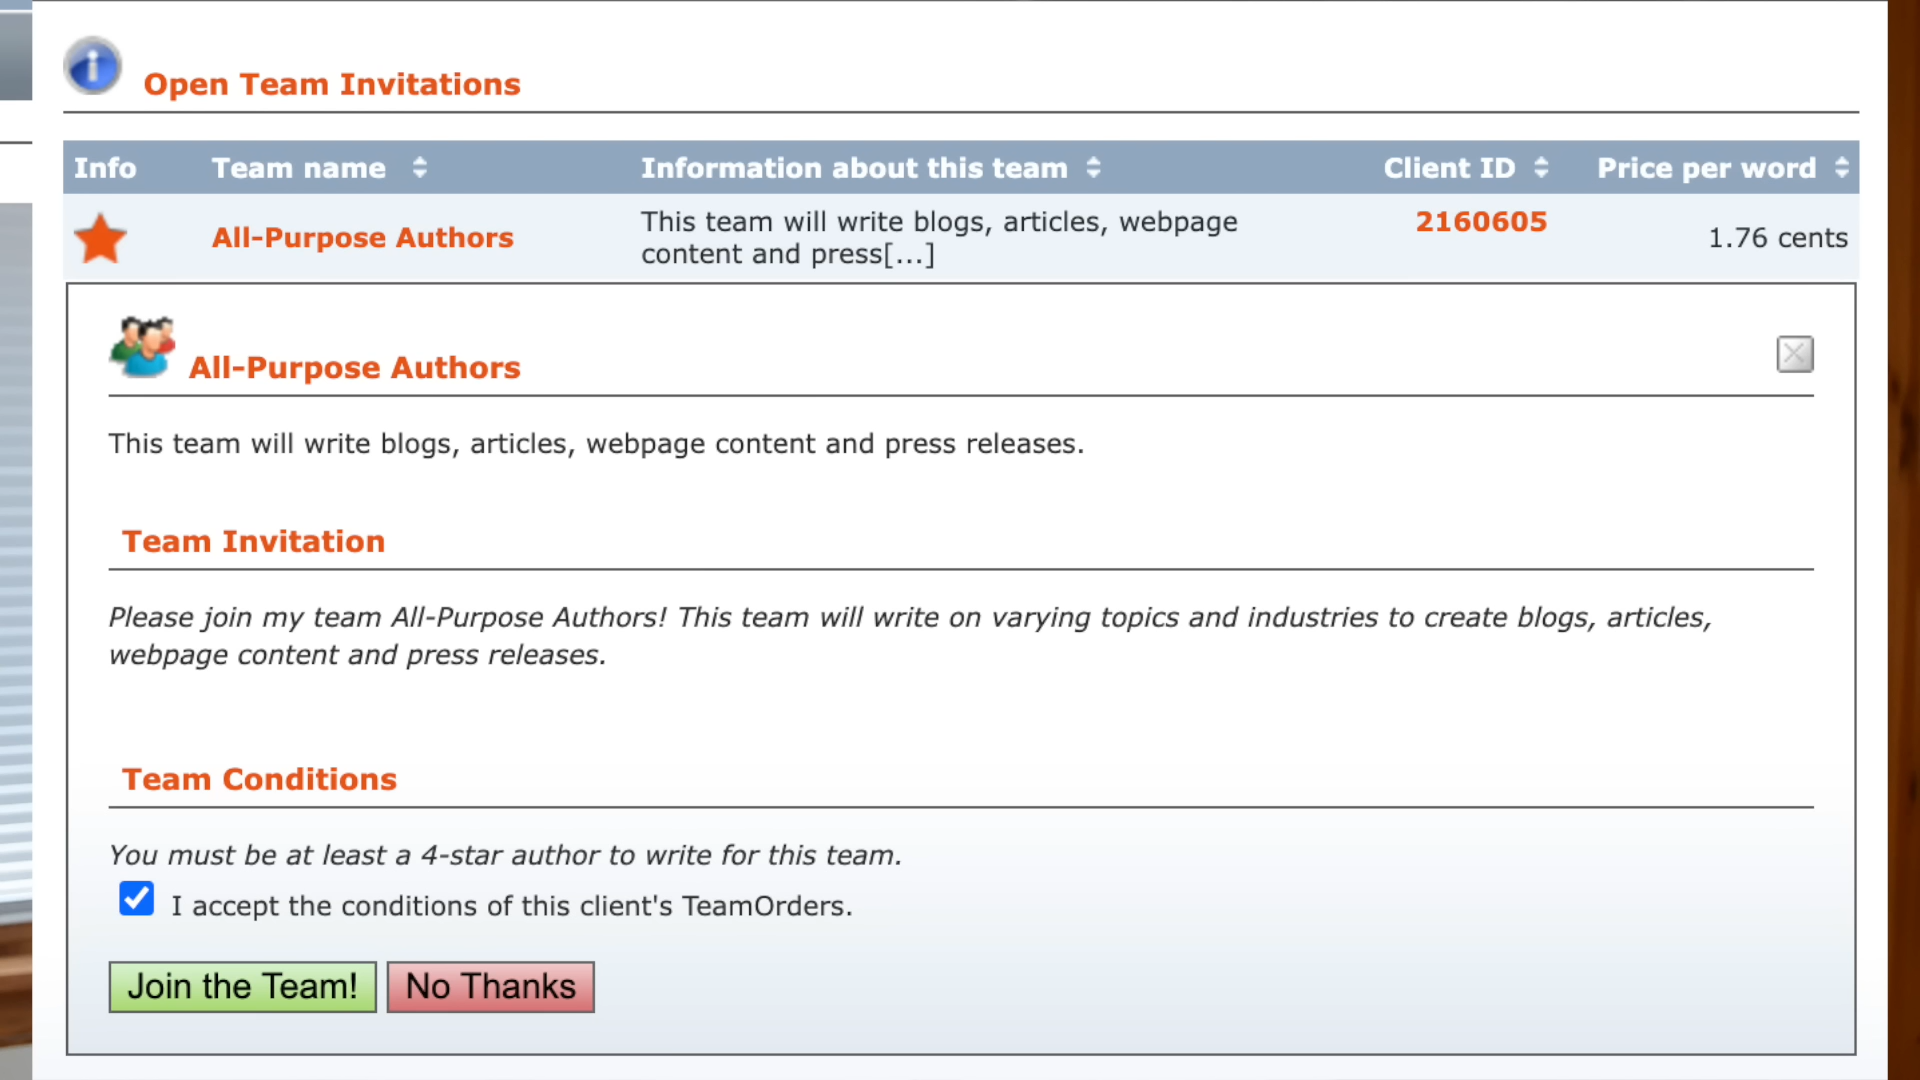 Open Team Invitations
Info Team name Information about this team Client ID Price per word
All-Purpose Authors This team will write blogs, articles, webpage content and press[...] 2160605 1.76 cents
All-Purpose Authors
This team will write blogs, articles, webpage content and press releases.
Team Invitation
Please join my team All-Purpose Authors! This team will write on varying topics and industries to create blogs, articles,
webpage content and press releases.
Team Conditions
You must be at least a 4-star author to write for this team.
I accept the conditions of this client's TeamOrders.
Join the Team! No Thanks